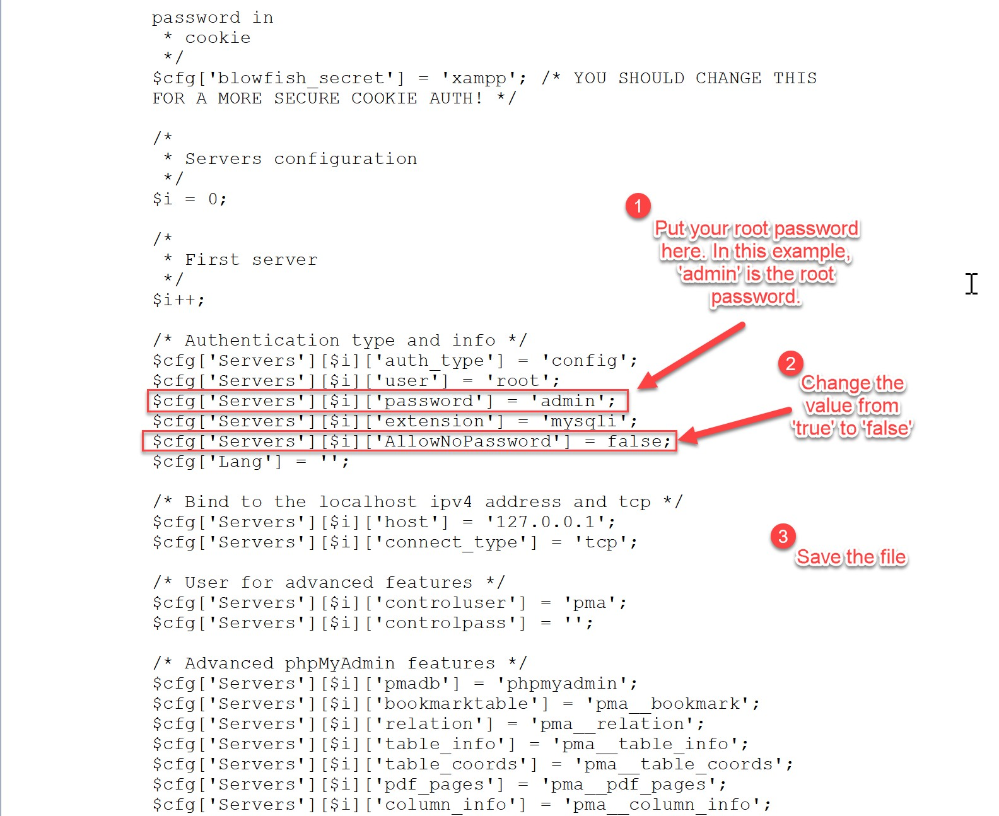 password in
 * cookie
 */
$cfg['blowfish_secret'] = 'xampp'; /* YOU SHOULD CHANGE THIS
FOR A MORE SECURE COOKIE AUTH! */
/*
 * Servers configuration
 */
$i = 0;
/*
 * First server
 */
$i++;
1
Put your root password
here. In this example,
'admin' is the root
password.
/* Authentication type and info */
$cfg['Servers'][$i]['auth_type'] = 'config';
$cfg['Servers'][$i]['user'] = 'root';
$cfg['Servers'][$i]['password'] = 'admin';
$cfg['Servers'][$i]['extension'] = 'mysqli';
$cfg['Servers'][$i]['AllowNoPassword'] = false;
$cfg['Lang'] = '';
2
Change the
value from
'true' to 'false'
/* Bind to the localhost ipv4 address and tcp */
$cfg['Servers'][$i]['host'] = '127.0.0.1';
$cfg['Servers'][$i]['connect_type'] = 'tcp';
3
Save the file
/* User for advanced features */
$cfg['Servers'][$i]['controluser'] = 'pma';
$cfg['Servers'][$i]['controlpass'] = '';
/* Advanced phpMyAdmin features */
$cfg['Servers'][$i]['pmadb'] = 'phpmyadmin';
$cfg['Servers'][$i]['bookmarktable'] = 'pma__bookmark';
$cfg['Servers'][$i]['relation'] = 'pma__relation';
$cfg['Servers'][$i]['table_info'] = 'pma__table_info';
$cfg['Servers'][$i]['table_coords'] = 'pma__table_coords';
$cfg['Servers'][$i]['pdf_pages'] = 'pma__pdf_pages';
$cfg['Servers'][$i]['column_info'] = 'pma__column_info';